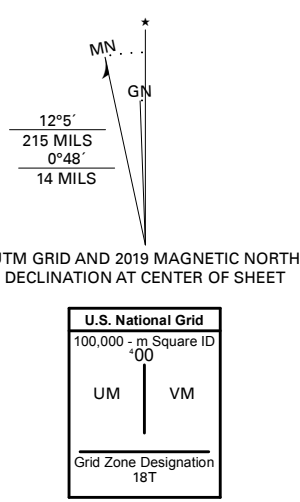 ★
MN
GN
12°5´
215 MILS
0°48´
14 MILS
UTM GRID AND 2019 MAGNETIC NORTH
DECLINATION AT CENTER OF SHEET
U.S. National Grid
100,000 - m Square ID
⁴00
UM VM
Grid Zone Designation
18T